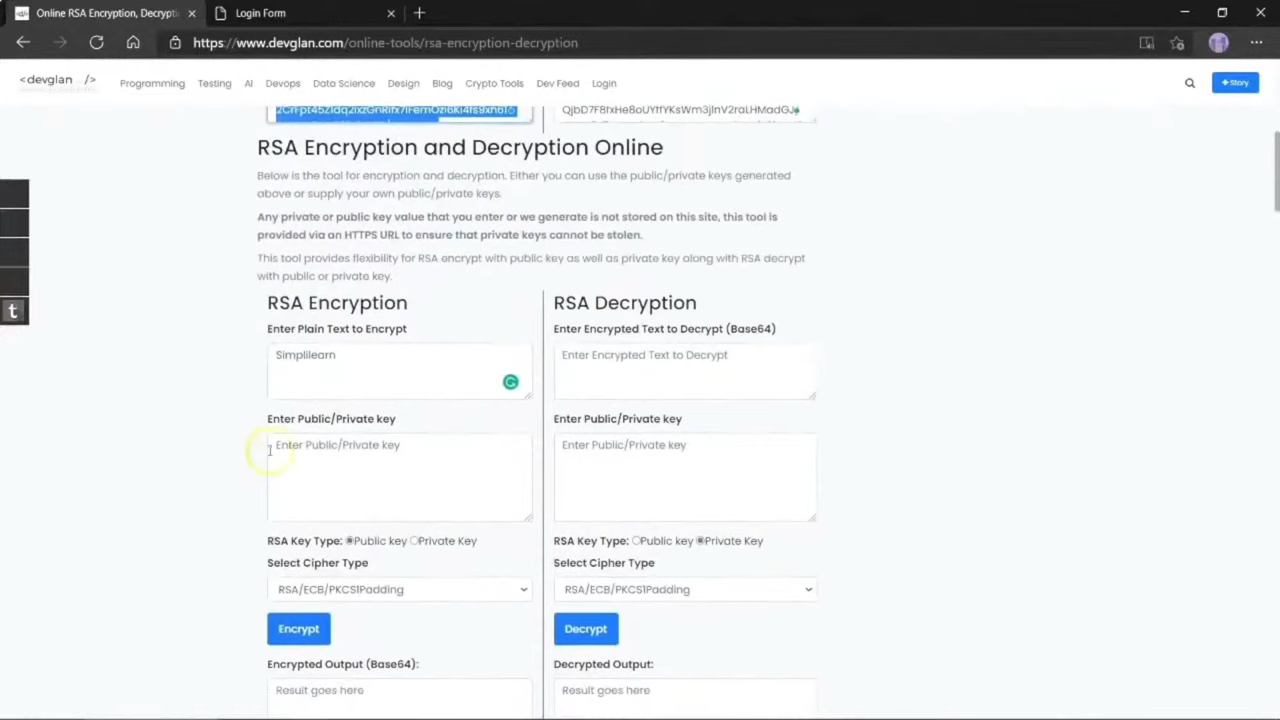 Online RSA Encryption, Decrypti
Login Form
https://www.devglan.com/online-tools/rsa-encryption-decryption
<devglan />
Programming
Testing
AI
Devops
Data Science
Design
Blog
Crypto Tools
Dev Feed
Login
+Story
RSA Encryption and Decryption Online
Below is the tool for encryption and decryption. Either you can use the public/private keys generated
above or supply your own public/private keys.
Any private or public key value that you enter or we generate is not stored on this site, this tool is
provided via an HTTPS URL to ensure that private keys cannot be stolen.
This tool provides flexibility for RSA encrypt with public key as well as private key along with RSA decrypt
with public or private key.
RSA Encryption
Enter Plain Text to Encrypt
Simplilearn
Enter Public/Private key
Enter Public/Private key
RSA Key Type: Public key Private Key
Select Cipher Type
RSA/ECB/PKCS1Padding
Encrypt
Encrypted Output (Base64):
Result goes here
RSA Decryption
Enter Encrypted Text to Decrypt (Base64)
Enter Encrypted Text to Decrypt
Enter Public/Private key
Enter Public/Private key
RSA Key Type: Public key Private Key
Select Cipher Type
RSA/ECB/PKCS1Padding
Decrypt
Decrypted Output:
Result goes here
t